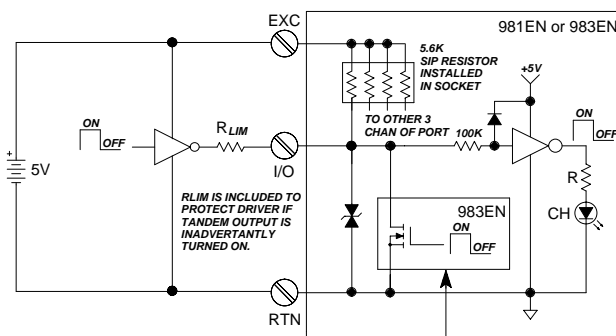 EXC
981EN or 983EN
5.6K
SIP RESISTOR
INSTALLED
IN SOCKET
+5V
TO OTHER 3
CHAN OF PORT
ON
OFF
RLIM
I/O
100K
ON
OFF
+
5V
RLIM IS INCLUDED TO
PROTECT DRIVER IF
TANDEM OUTPUT IS
INADVERTANTLY
TURNED ON.
983EN
ON
OFF
R
CH
RTN